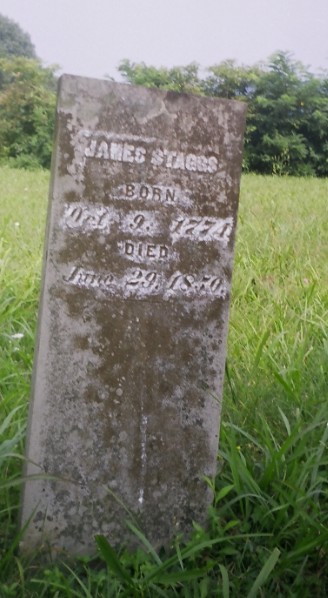 JAMES STAGGS
BORN
Oct. 9. 1774
DIED
June 29, 1870.